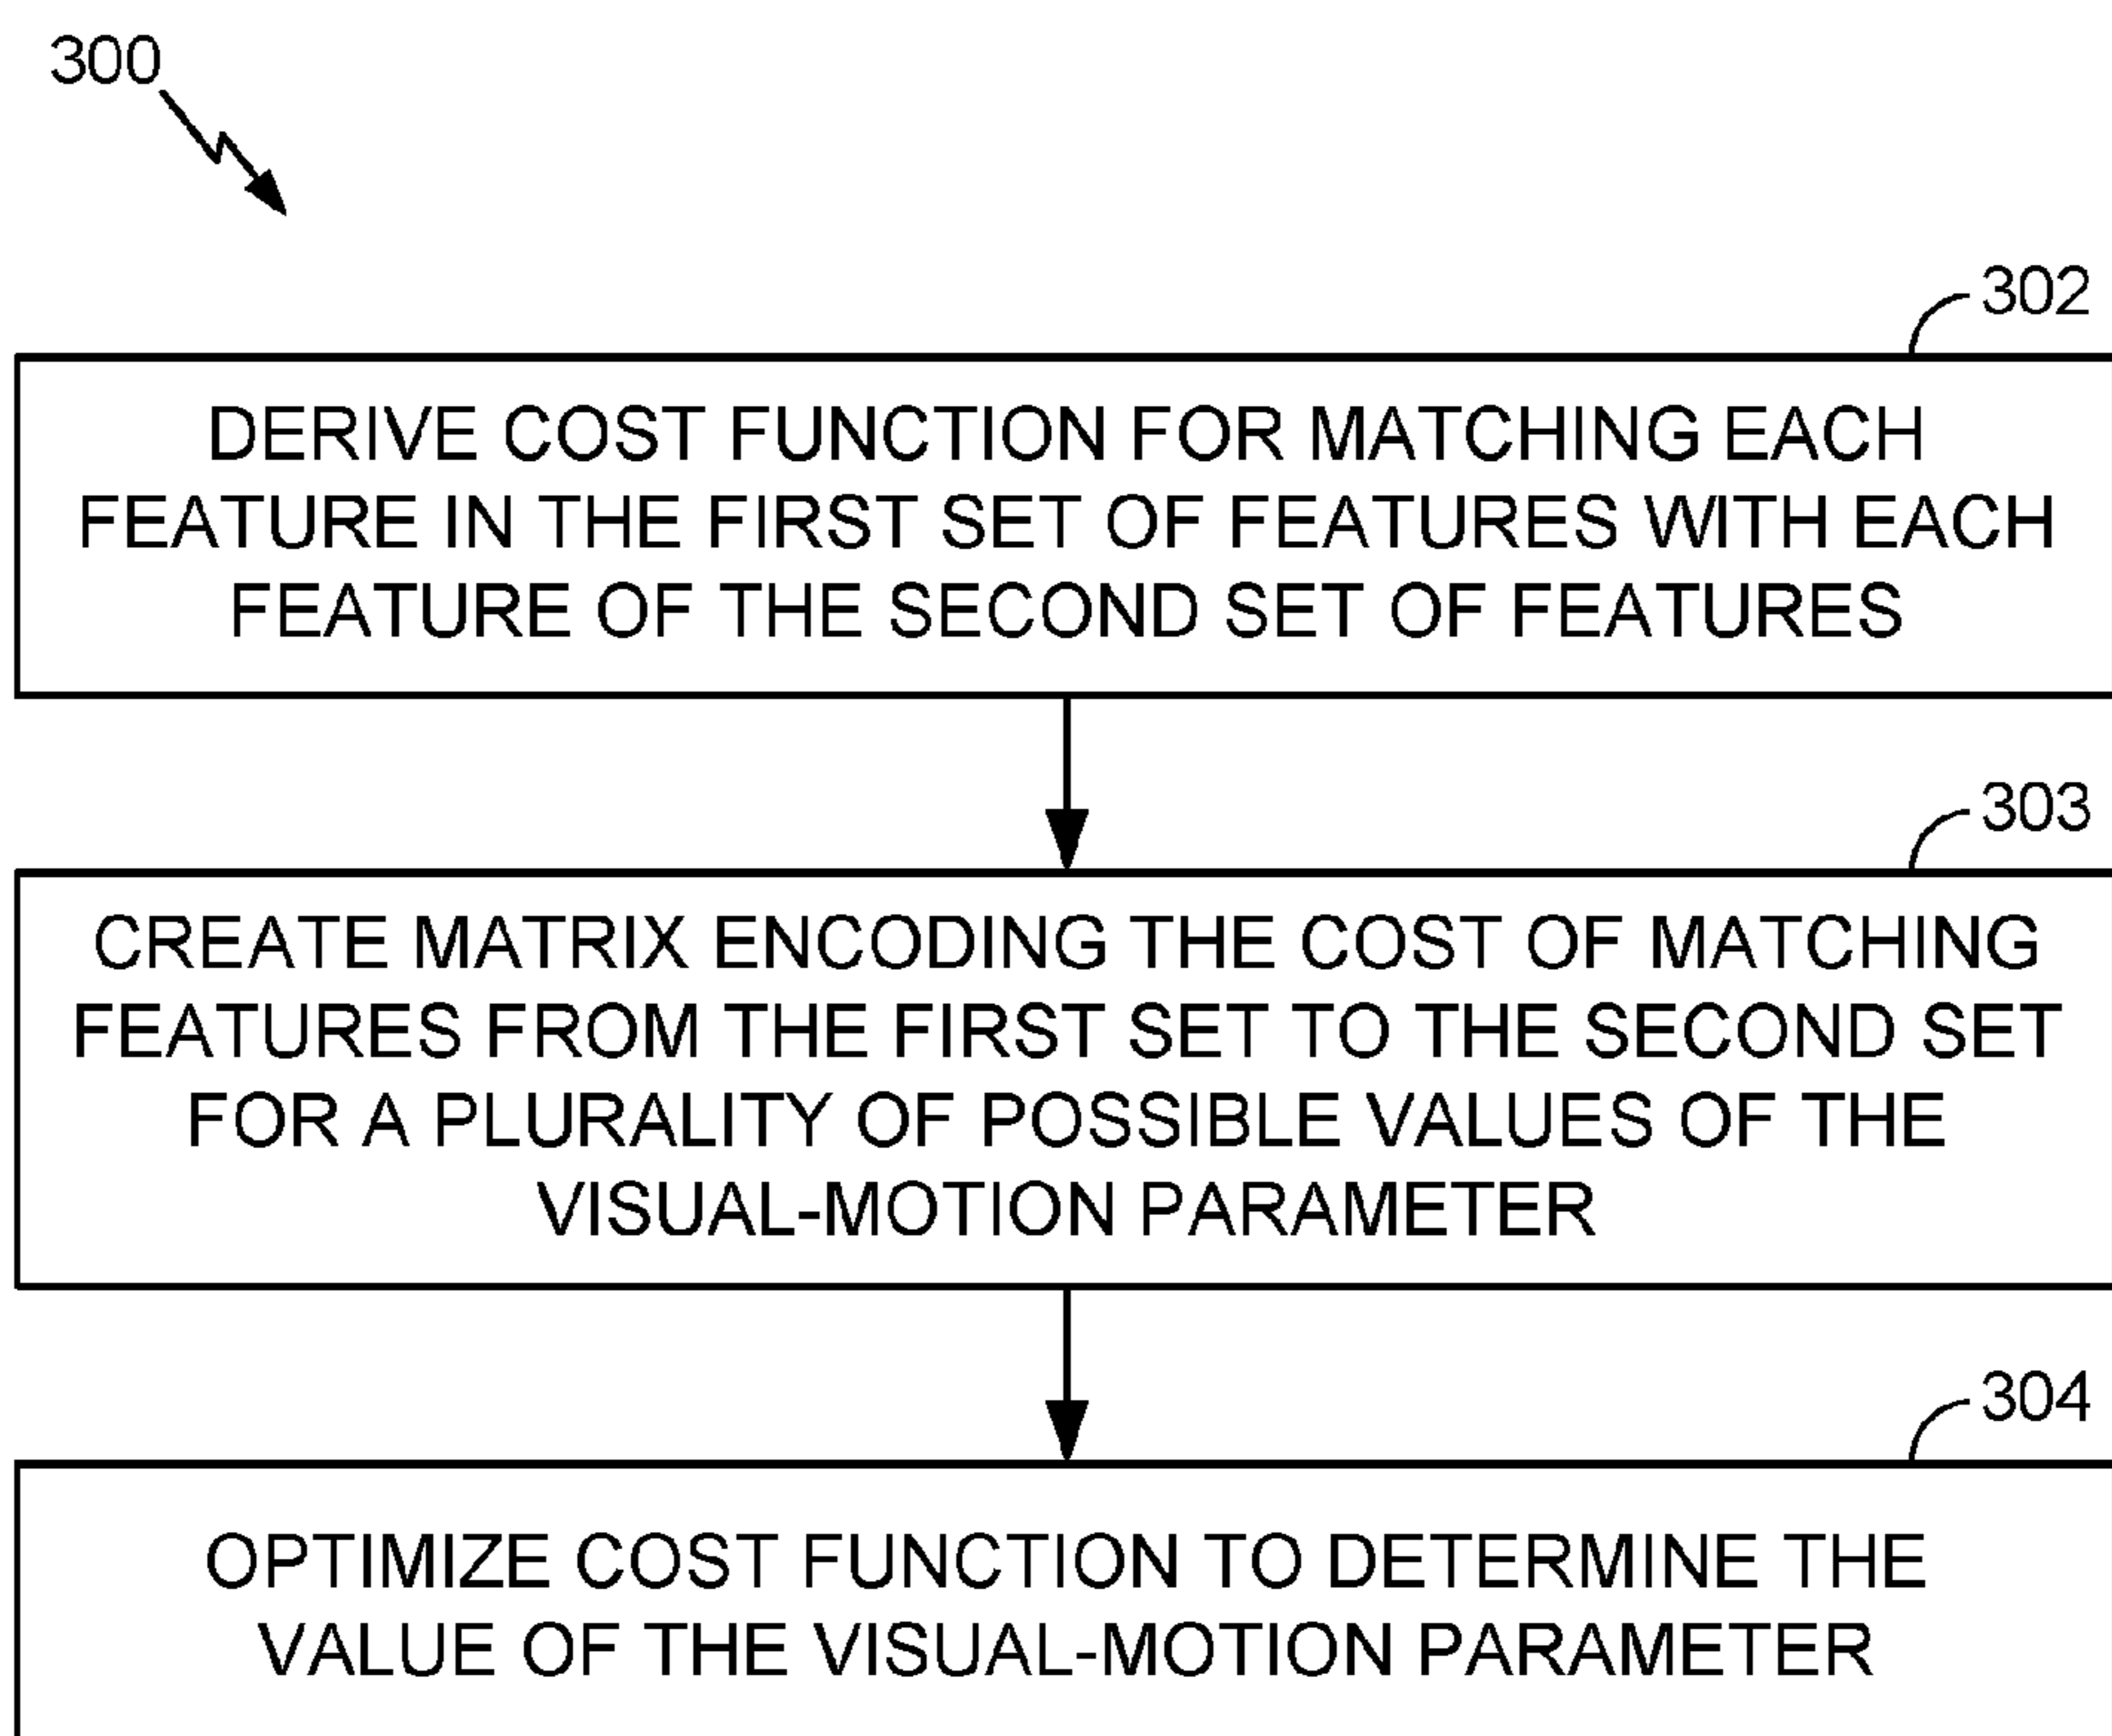 300
302
DERIVE COST FUNCTION FOR MATCHING EACH
FEATURE IN THE FIRST SET OF FEATURES WITH EACH
FEATURE OF THE SECOND SET OF FEATURES
303
CREATE MATRIX ENCODING THE COST OF MATCHING
FEATURES FROM THE FIRST SET TO THE SECOND SET
FOR A PLURALITY OF POSSIBLE VALUES OF THE
VISUAL-MOTION PARAMETER
304
OPTIMIZE COST FUNCTION TO DETERMINE THE
VALUE OF THE VISUAL-MOTION PARAMETER